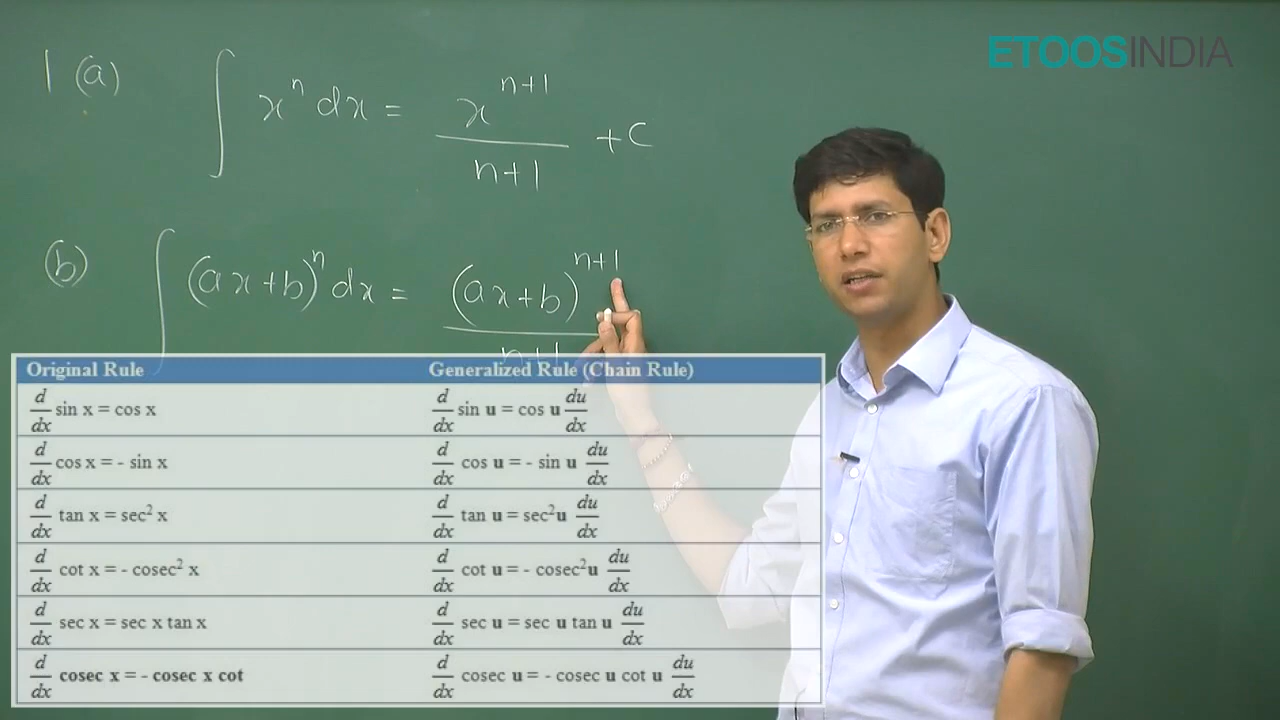 ETOOSINDIA
1 (a) ∫ xⁿ dx = xⁿ⁺¹/n+1 + c
(b) ∫ (ax+b)ⁿ dx = (ax+b)ⁿ⁺¹/n+1
Original Rule Generalized Rule (Chain Rule)
d/dx sin x = cos x d/dx sin u = cos u du/dx
d/dx cos x = - sin x d/dx cos u = - sin u du/dx
d/dx tan x = sec² x d/dx tan u = sec²u du/dx
d/dx cot x = - cosec² x d/dx cot u = - cosec²u du/dx
d/dx sec x = sec x tan x d/dx sec u = sec u tan u du/dx
d/dx cosec x = - cosec x cot d/dx cosec u = - cosec u cot u du/dx